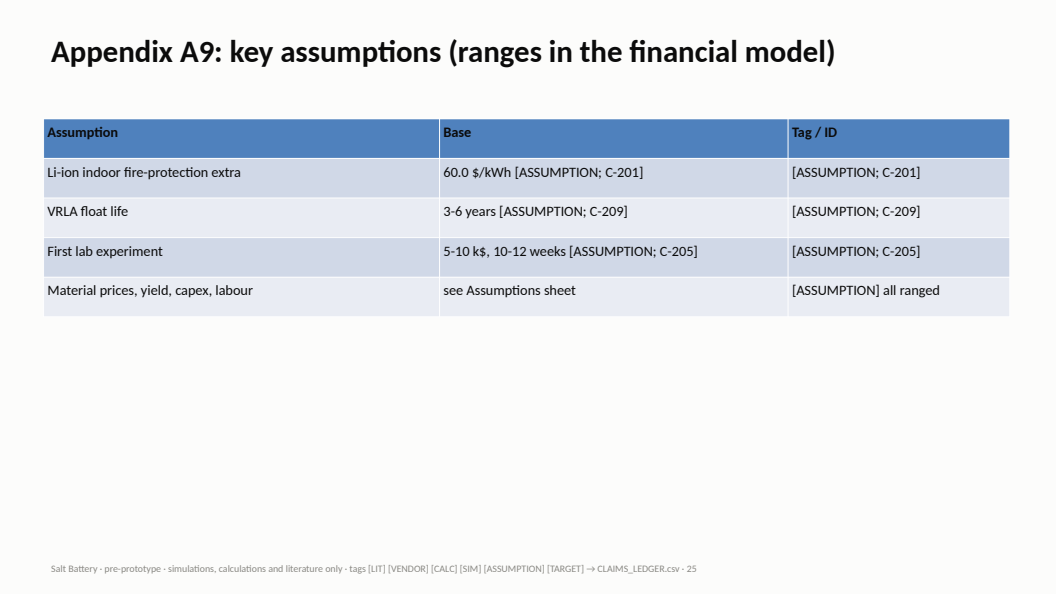 Appendix A9: key assumptions (ranges in the financial model)
Assumption Base Tag / ID
Li-ion indoor fire-protection extra 60.0 $/kWh [ASSUMPTION; C-201] [ASSUMPTION; C-201]
VRLA float life 3-6 years [ASSUMPTION; C-209] [ASSUMPTION; C-209]
First lab experiment 5-10 k$, 10-12 weeks [ASSUMPTION; C-205] [ASSUMPTION; C-205]
Material prices, yield, capex, labour see Assumptions sheet [ASSUMPTION] all ranged
Salt Battery · pre-prototype · simulations, calculations and literature only · tags [LIT] [VENDOR] [CALC] [SIM] [ASSUMPTION] [TARGET] → CLAIMS_LEDGER.csv · 25